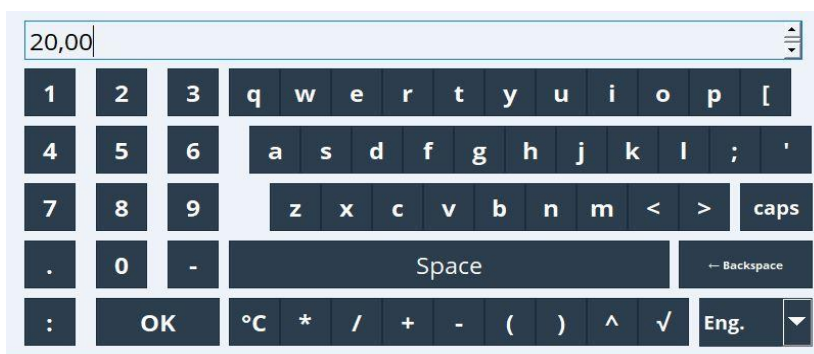 20,00
1 2 3 q w e r t y u i o p [
4 5 6 a s d f g h j k l ; '
7 8 9 z x c v b n m < > caps
. 0 - Space ← Backspace
: OK °C * / + - ( ) ^ √ Eng.